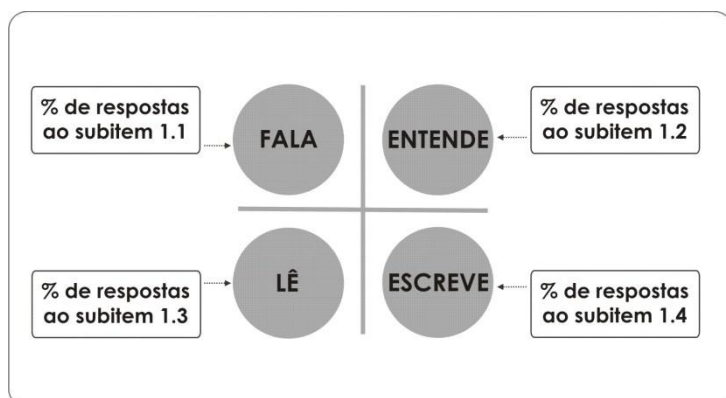 % de respostas
ao subitem 1.1
FALA
ENTENDE
% de respostas
ao subitem 1.2
% de respostas
ao subitem 1.3
LÊ
ESCREVE
% de respostas
ao subitem 1.4